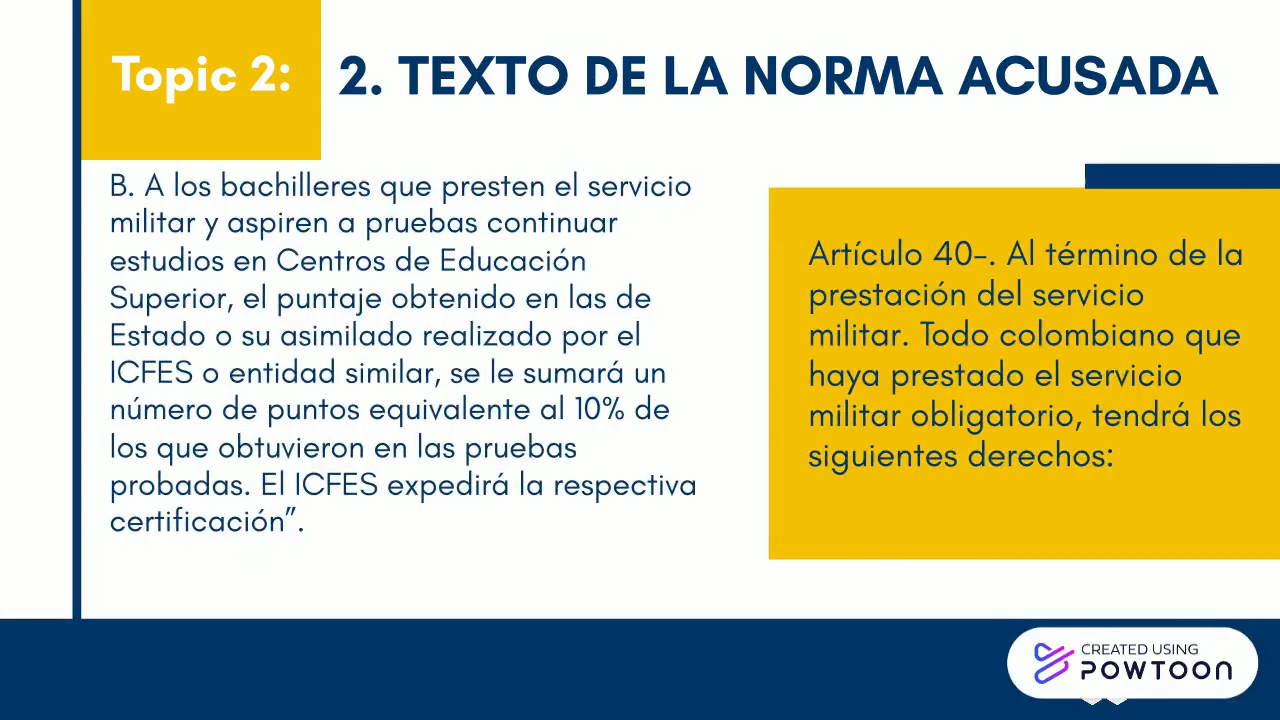 Topic 2:
2. TEXTO DE LA NORMA ACUSADA
B. A los bachilleres que presten el servicio
militar y aspiren a pruebas continuar
estudios en Centros de Educación
Superior, el puntaje obtenido en las de
Estado o su asimilado realizado por el
ICFES o entidad similar, se le sumará un
número de puntos equivalente al 10% de
los que obtuvieron en las pruebas
probadas. El ICFES expedirá la respectiva
certificación”.
Artículo 40-. Al término de la
prestación del servicio
militar. Todo colombiano que
haya prestado el servicio
militar obligatorio, tendrá los
siguientes derechos:
CREATED USING
POWTOON